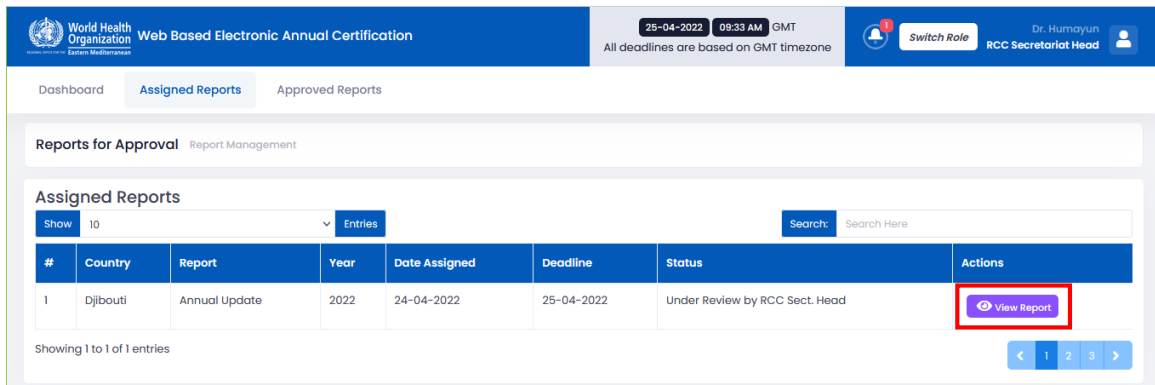 World Health
Organization
REGIONAL OFFICE FOR THE Eastern Mediterranean
Web Based Electronic Annual Certification
25-04-2022 09:33 AM GMT
All deadlines are based on GMT timezone
1
Switch Role
Dr. Humayun
RCC Secretariat Head
Dashboard Assigned Reports Approved Reports
Reports for Approval Report Management
Assigned Reports
Show 10 Entries Search: Search Here
# Country Report Year Date Assigned Deadline Status Actions
1 Djibouti Annual Update 2022 24-04-2022 25-04-2022 Under Review by RCC Sect. Head View Report
Showing 1 to 1 of 1 entries
< 1 2 3 >